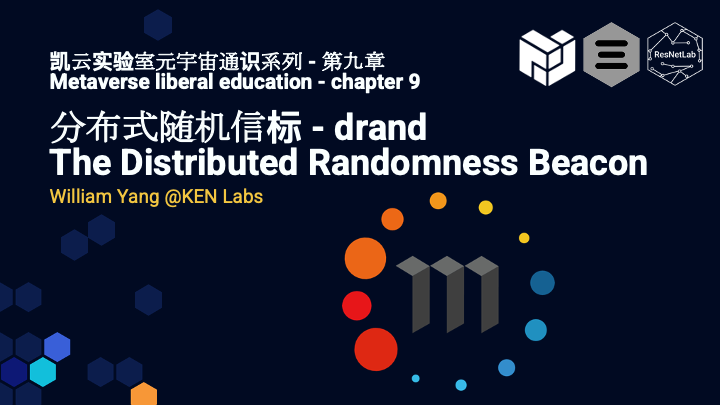 凯云实验室元宇宙通识系列 - 第九章
Metaverse liberal education - chapter 9
分布式随机信标 - drand
The Distributed Randomness Beacon
William Yang @KEN Labs
ResNetLab